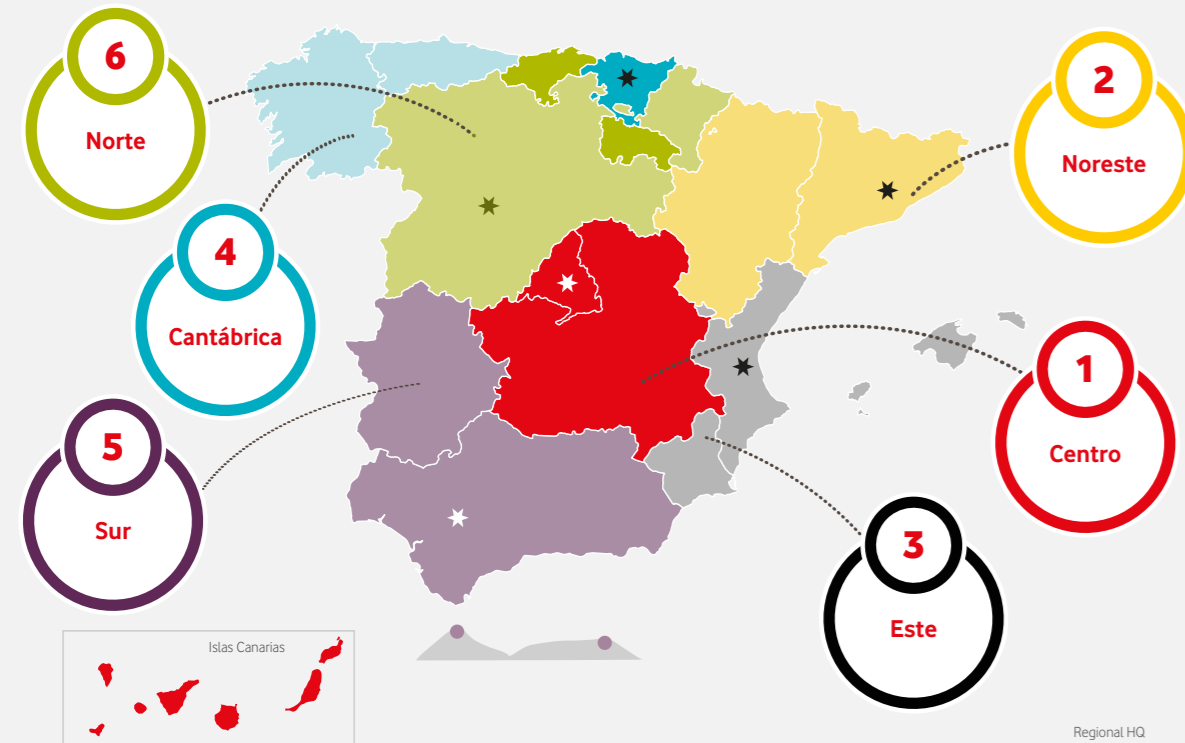 6
Norte
2
Noreste
4
Cantábrica
1
Centro
5
Sur
3
Este
Islas Canarias
Regional HQ